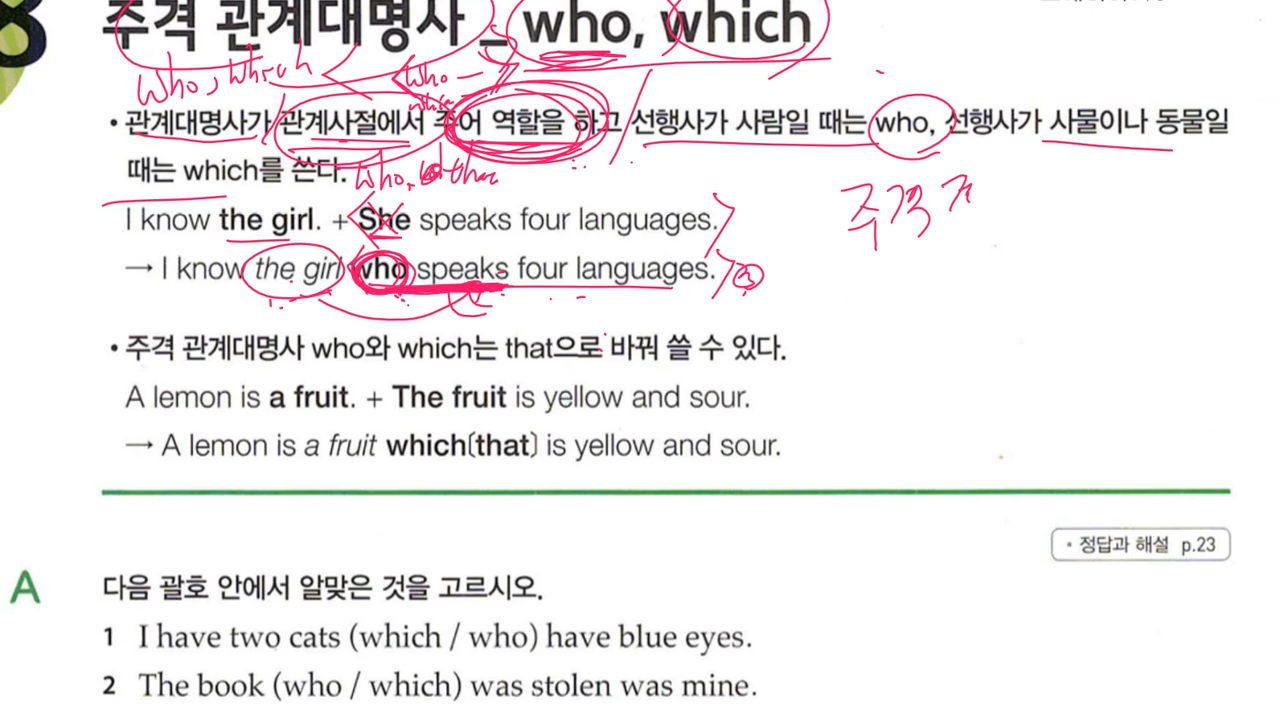 주격 관계대명사 _ who, which
who, which
who
• 관계대명사가 관계사절에서 주어 역할을 하고 선행사가 사람일 때는 who, 선행사가 사물이나 동물일
때는 which를 쓴다.
who,
I know the girl. + She speaks four languages.
주격
→ I know the girl who speaks four languages.
• 주격 관계대명사 who와 which는 that으로 바꿔 쓸 수 있다.
A lemon is a fruit. + The fruit is yellow and sour.
→ A lemon is a fruit which(that) is yellow and sour.
• 정답과 해설 p.23
A 다음 괄호 안에서 알맞은 것을 고르시오.
1 I have two cats (which / who) have blue eyes.
2 The book (who / which) was stolen was mine.